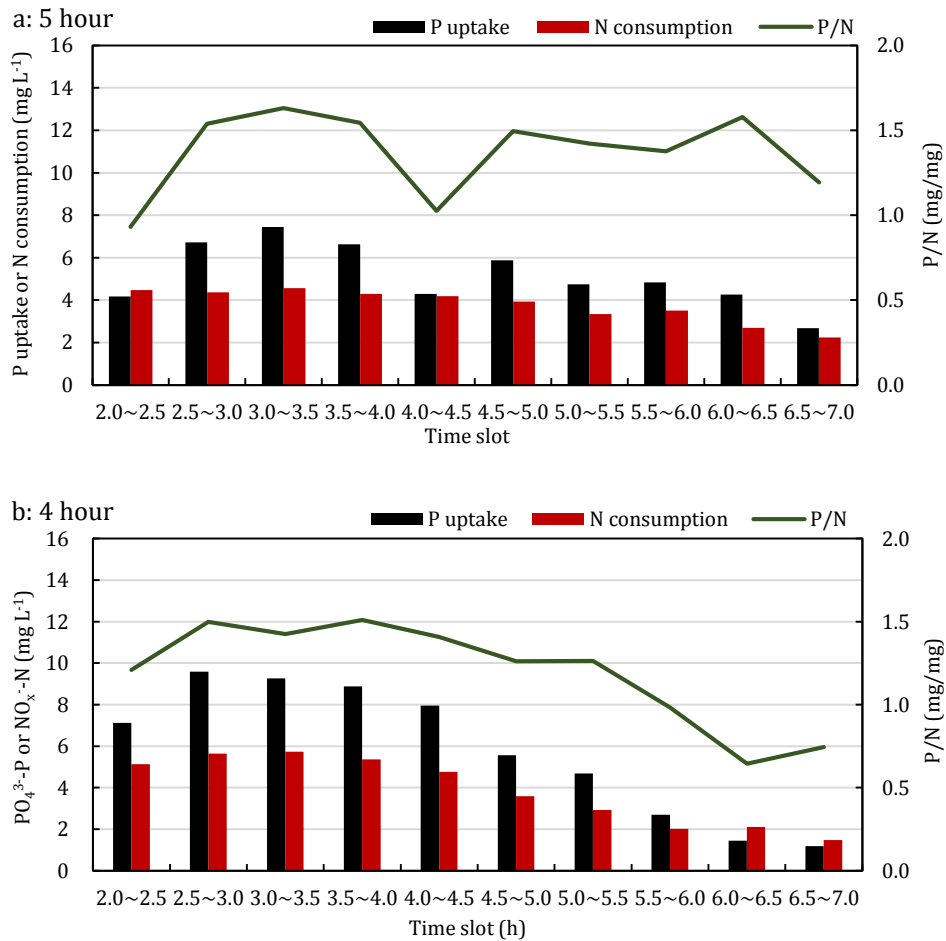 a: 5 hour
P uptake N consumption P/N
P uptake or N consumption (mg L⁻¹)
16
14
12
10
8
6
4
2
0
2.0
1.5
1.0
0.5
0.0
P/N (mg/mg)
2.0~2.5 2.5~3.0 3.0~3.5 3.5~4.0 4.0~4.5 4.5~5.0 5.0~5.5 5.5~6.0 6.0~6.5 6.5~7.0
Time slot
b: 4 hour
P uptake N consumption P/N
PO₄³⁻-P or NOₓ⁻-N (mg L⁻¹)
16
14
12
10
8
6
4
2
0
2.0
1.5
1.0
0.5
0.0
P/N (mg/mg)
2.0~2.5 2.5~3.0 3.0~3.5 3.5~4.0 4.0~4.5 4.5~5.0 5.0~5.5 5.5~6.0 6.0~6.5 6.5~7.0
Time slot (h)